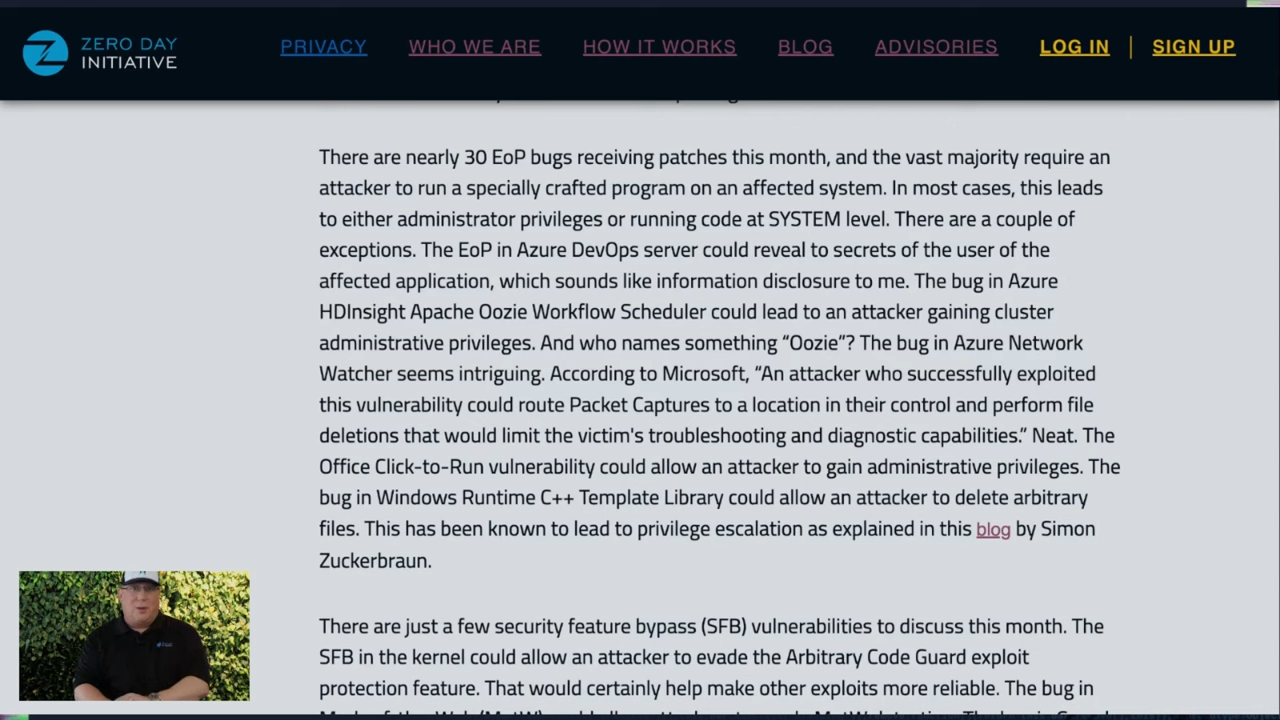 ZERO DAY
INITIATIVE
PRIVACY
WHO WE ARE
HOW IT WORKS
BLOG
ADVISORIES
LOG IN | SIGN UP
There are nearly 30 EoP bugs receiving patches this month, and the vast majority require an
attacker to run a specially crafted program on an affected system. In most cases, this leads
to either administrator privileges or running code at SYSTEM level. There are a couple of
exceptions. The EoP in Azure DevOps server could reveal to secrets of the user of the
affected application, which sounds like information disclosure to me. The bug in Azure
HDInsight Apache Oozie Workflow Scheduler could lead to an attacker gaining cluster
administrative privileges. And who names something “Oozie”? The bug in Azure Network
Watcher seems intriguing. According to Microsoft, “An attacker who successfully exploited
this vulnerability could route Packet Captures to a location in their control and perform file
deletions that would limit the victim's troubleshooting and diagnostic capabilities.” Neat. The
Office Click-to-Run vulnerability could allow an attacker to gain administrative privileges. The
bug in Windows Runtime C++ Template Library could allow an attacker to delete arbitrary
files. This has been known to lead to privilege escalation as explained in this blog by Simon
Zuckerbraun.
There are just a few security feature bypass (SFB) vulnerabilities to discuss this month. The
SFB in the kernel could allow an attacker to evade the Arbitrary Code Guard exploit
protection feature. That would certainly help make other exploits more reliable. The bug in